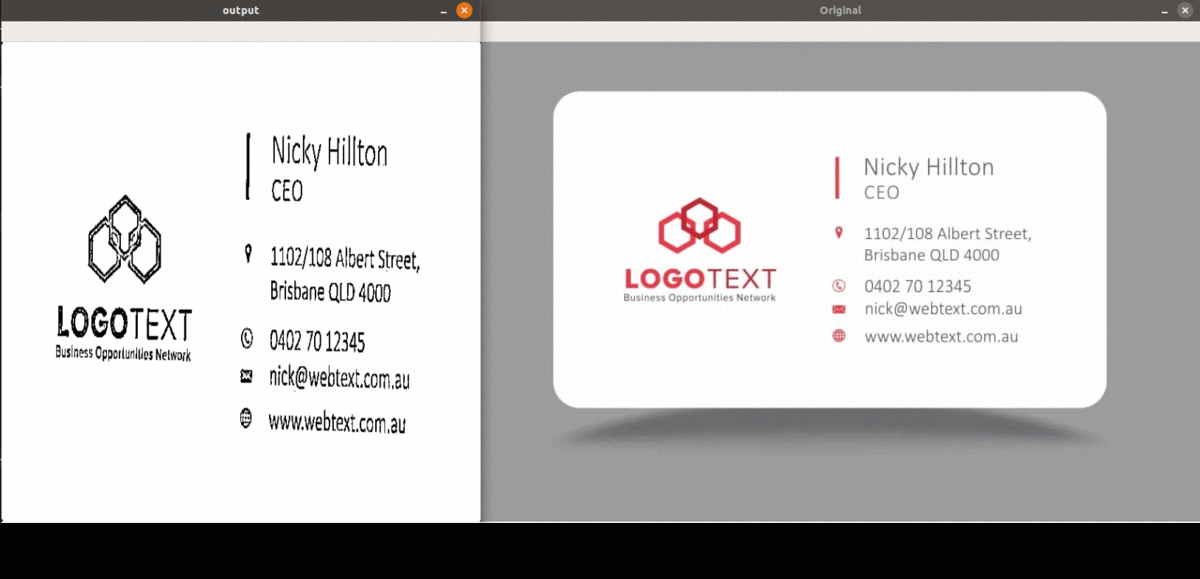 output
Nicky Hillton
CEO
1102/108 Albert Street,
Brisbane QLD 4000
LOGOTEXT
Business Opportunities Network
0402 70 12345
nick@webtext.com.au
www.webtext.com.au
Original
Nicky Hillton
CEO
1102/108 Albert Street,
Brisbane QLD 4000
LOGOTEXT
Business Opportunities Network
0402 70 12345
nick@webtext.com.au
www.webtext.com.au